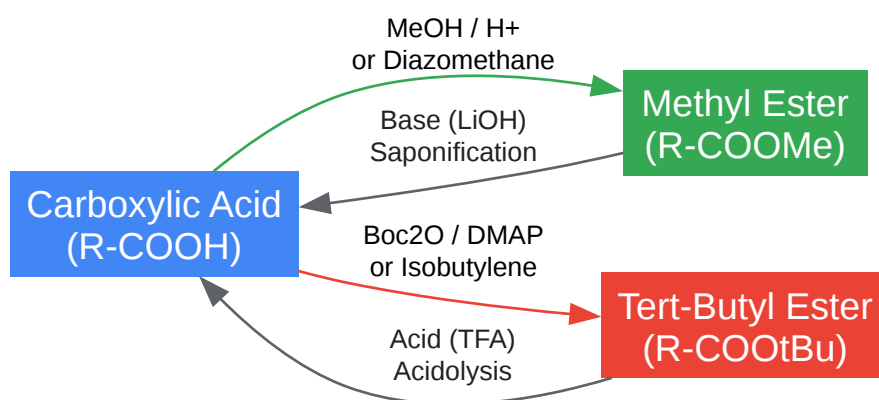 MeOH / H+
or Diazomethane
Methyl Ester
(R-COOMe)
Base (LiOH)
Saponification
Carboxylic Acid
(R-COOH)
Boc2O / DMAP
or Isobutylene
Tert-Butyl Ester
(R-COOtBu)
Acid (TFA)
Acidolysis